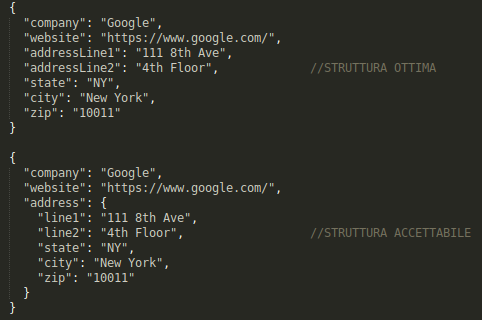 {
  "company": "Google",
  "website": "https://www.google.com/",
  "addressLine1": "111 8th Ave",
  "addressLine2": "4th Floor",             //STRUTTURA OTTIMA
  "state": "NY",
  "city": "New York",
  "zip": "10011"
}

{
  "company": "Google",
  "website": "https://www.google.com/",
  "address": {
    "line1": "111 8th Ave",
    "line2": "4th Floor",                  //STRUTTURA ACCETTABILE
    "state": "NY",
    "city": "New York",
    "zip": "10011"
  }
}